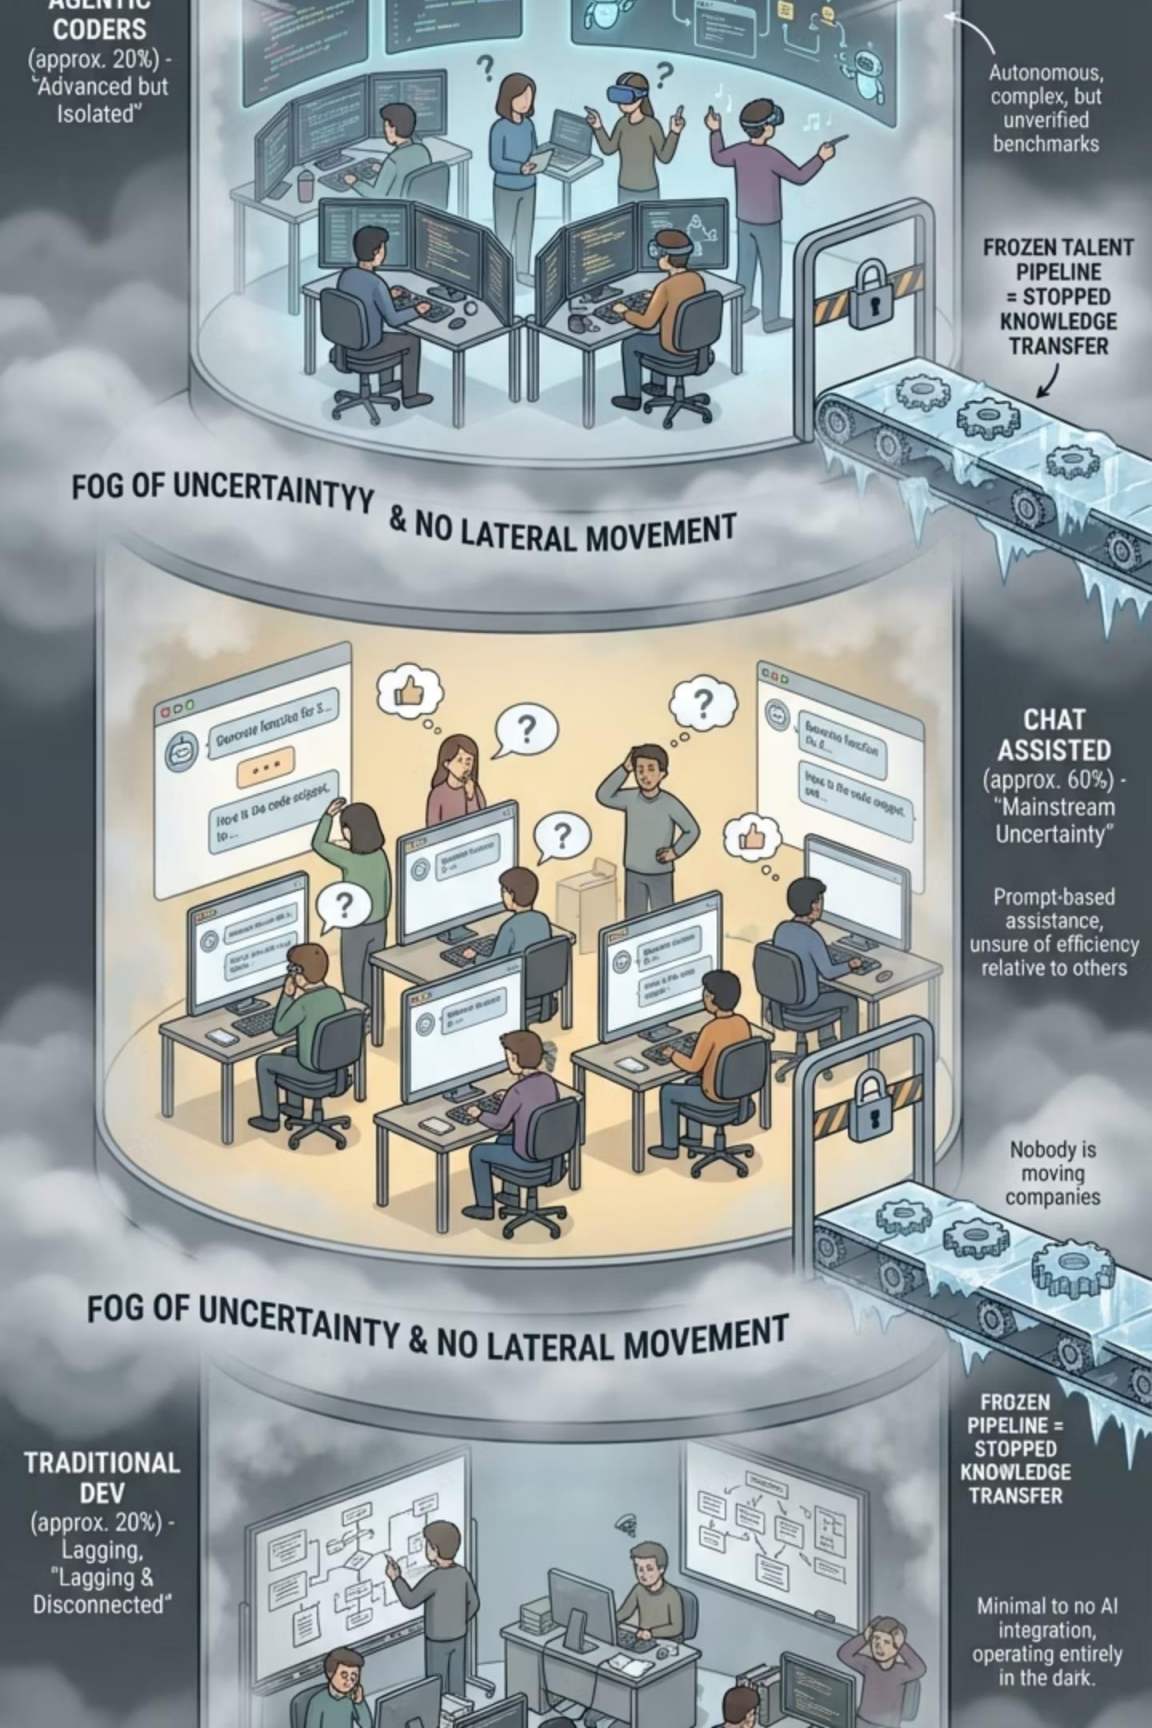 AGENTIC
CODERS
(approx. 20%) -
"Advanced but
Isolated"
Autonomous,
complex, but
unverified
benchmarks
FROZEN TALENT
PIPELINE
= STOPPED
KNOWLEDGE
TRANSFER
FOG OF UNCERTAINTYY
& NO LATERAL MOVEMENT
?
?
?
?
?
?
CHAT
ASSISTED
(approx. 60%) -
"Mainstream
Uncertainty"
Prompt-based
assistance,
unsure of efficiency
relative to others
Nobody is
moving
companies
FOG OF UNCERTAINTY & NO LATERAL MOVEMENT
FROZEN
PIPELINE =
STOPPED
KNOWLEDGE
TRANSFER
TRADITIONAL
DEV
(approx. 20%) -
Lagging,
"Lagging &
Disconnected"
Minimal to no AI
integration,
operating entirely
in the dark.